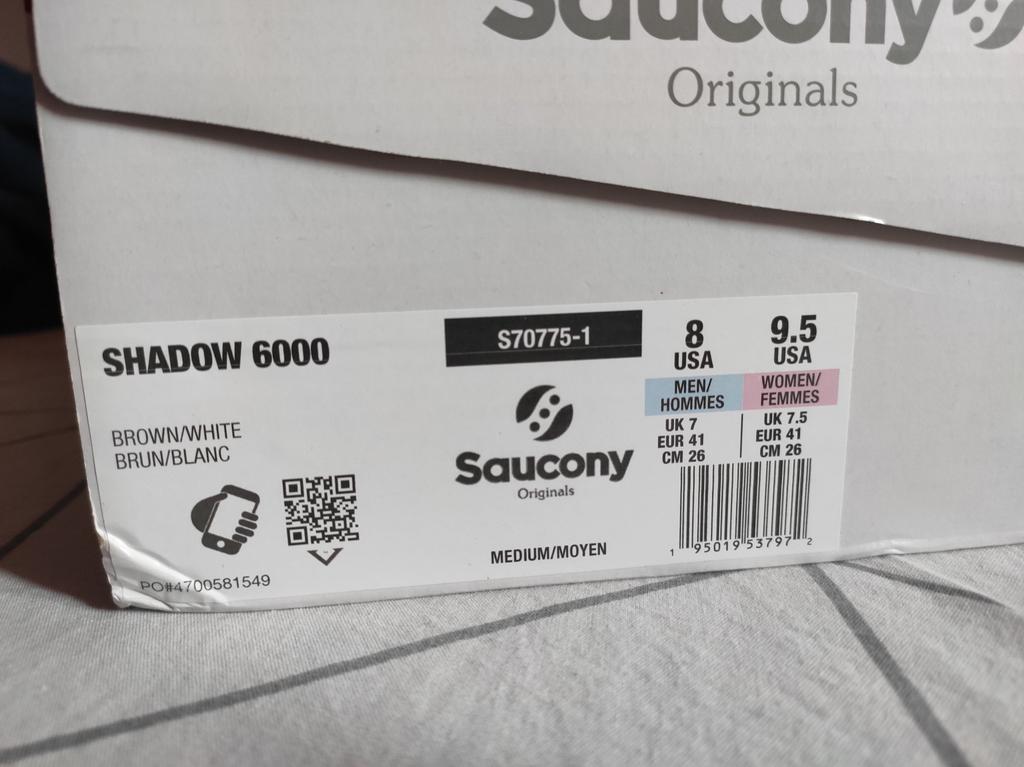 Saucony
Originals
SHADOW 6000
S70775-1
8
USA
9.5
USA
MEN/
HOMMES
WOMEN/
FEMMES
UK 7
EUR 41
CM 26
UK 7.5
EUR 41
CM 26
BROWN/WHITE
BRUN/BLANC
Saucony
Originals
MEDIUM/MOYEN
1 95019 53797 2
PO#4700581549